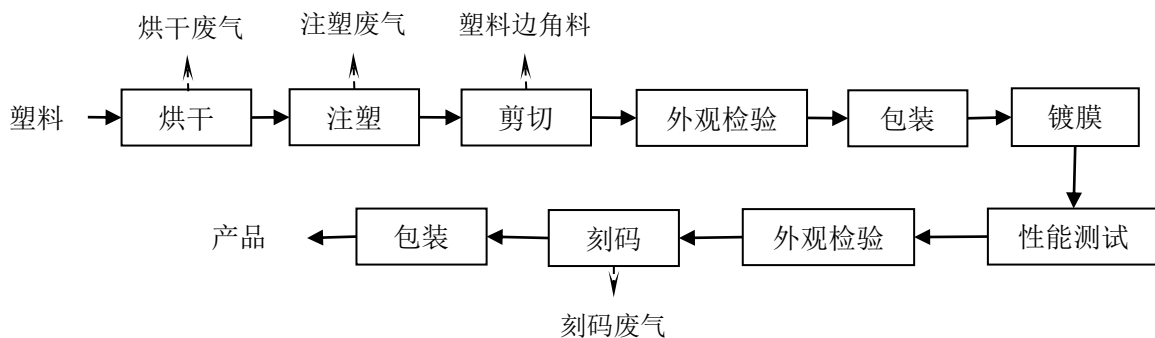 烘干废气 注塑废气 塑料边角料
塑料 烘干 注塑 剪切 外观检验 包装 镀膜
产品 包装 刻码 外观检验 性能测试
刻码废气